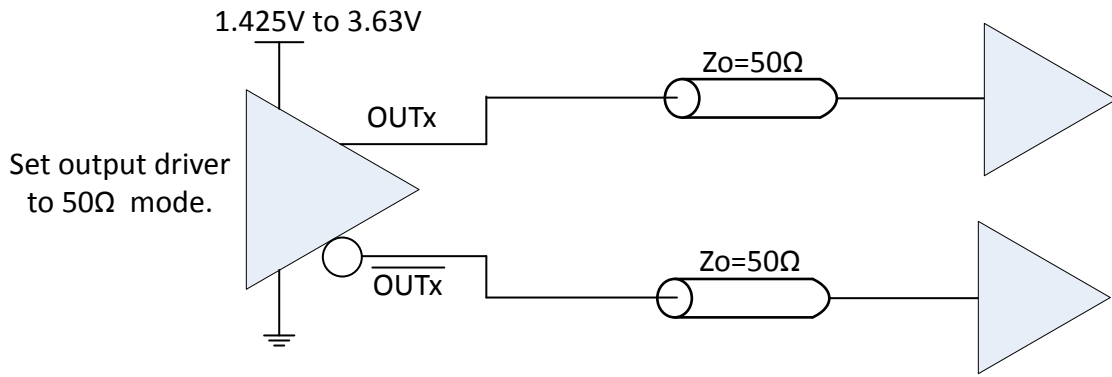 1.425V to 3.63V
OUTx
Zo=50Ω
Set output driver
to 50Ω mode.
OUTx
Zo=50Ω